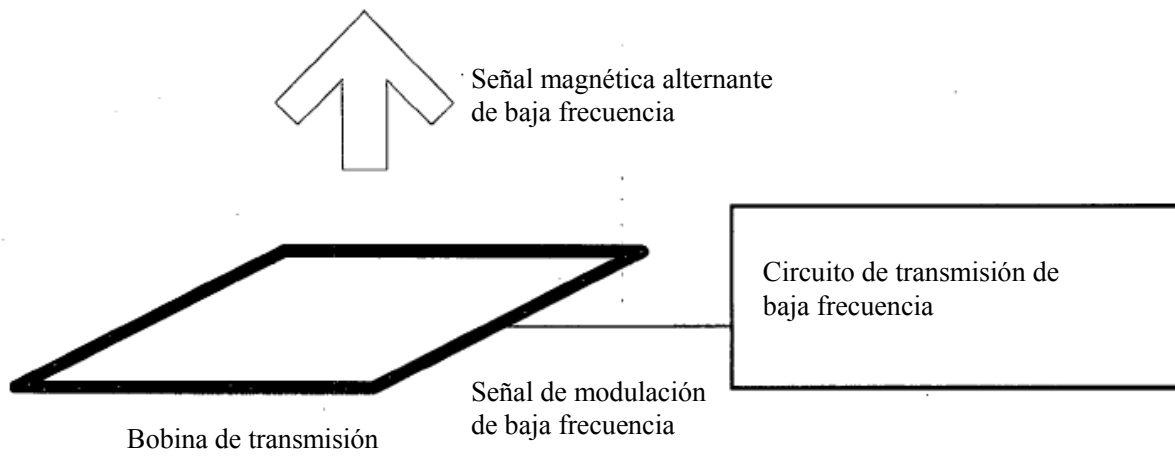 Señal magnética alternante
de baja frecuencia
Circuito de transmisión de
baja frecuencia
Señal de modulación
de baja frecuencia
Bobina de transmisión